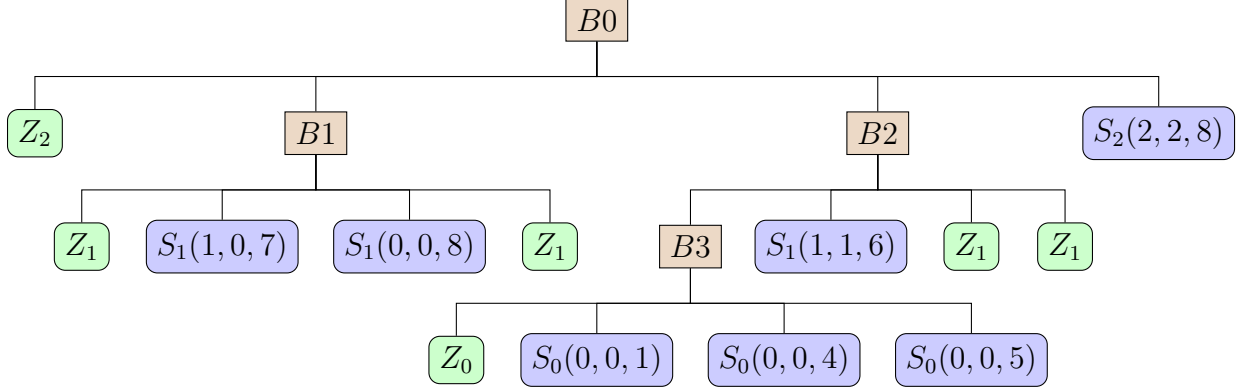 B0
Z₂ B1 B2 S₂(2, 2, 8)
Z₁ S₁(1, 0, 7) S₁(0, 0, 8) Z₁ B3 S₁(1, 1, 6) Z₁ Z₁
Z₀ S₀(0, 0, 1) S₀(0, 0, 4) S₀(0, 0, 5)